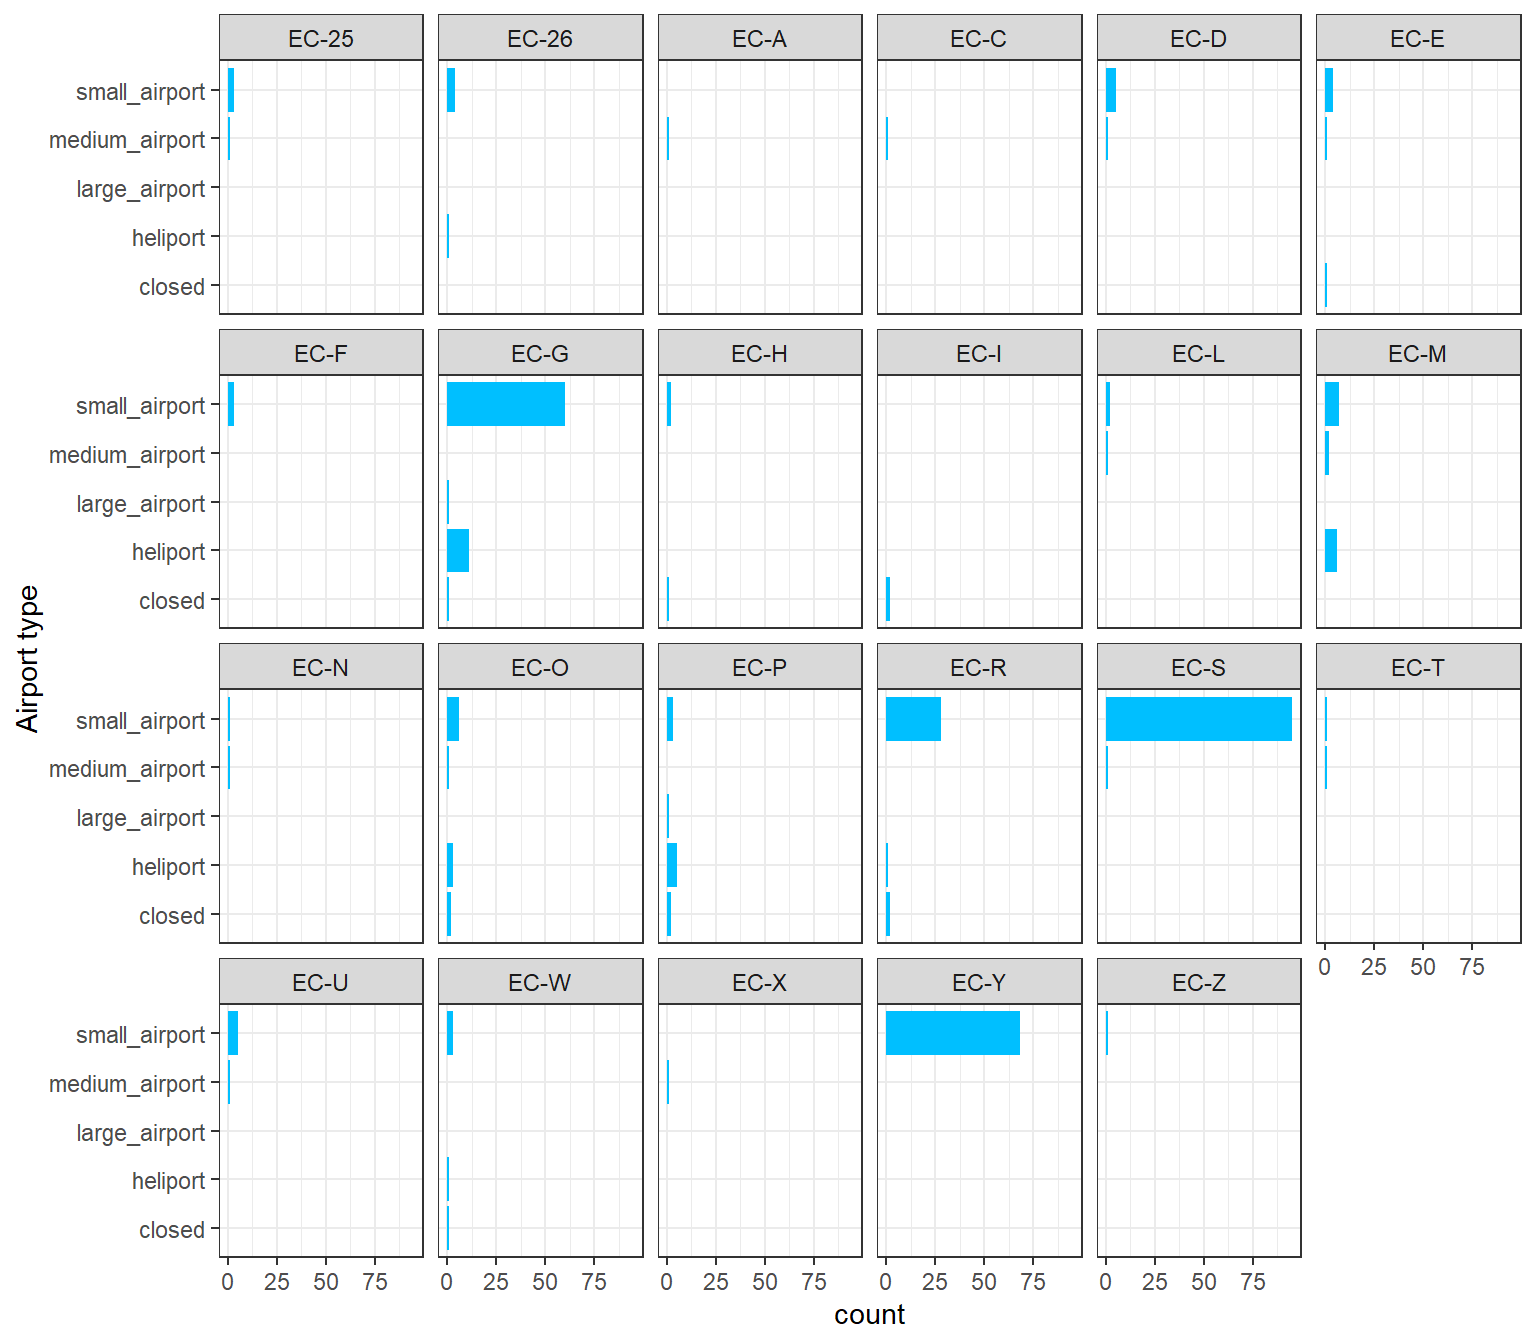 EC-25 EC-26 EC-A EC-C EC-D EC-E
small_airport
medium_airport
large_airport
heliport
closed
EC-F EC-G EC-H EC-I EC-L EC-M
small_airport
medium_airport
large_airport
heliport
closed
Airport type
EC-N EC-O EC-P EC-R EC-S EC-T
small_airport
medium_airport
large_airport
heliport
closed
0 25 50 75
EC-U EC-W EC-X EC-Y EC-Z
small_airport
medium_airport
large_airport
heliport
closed
0 25 50 75 0 25 50 75 0 25 50 75 0 25 50 75 0 25 50 75
count